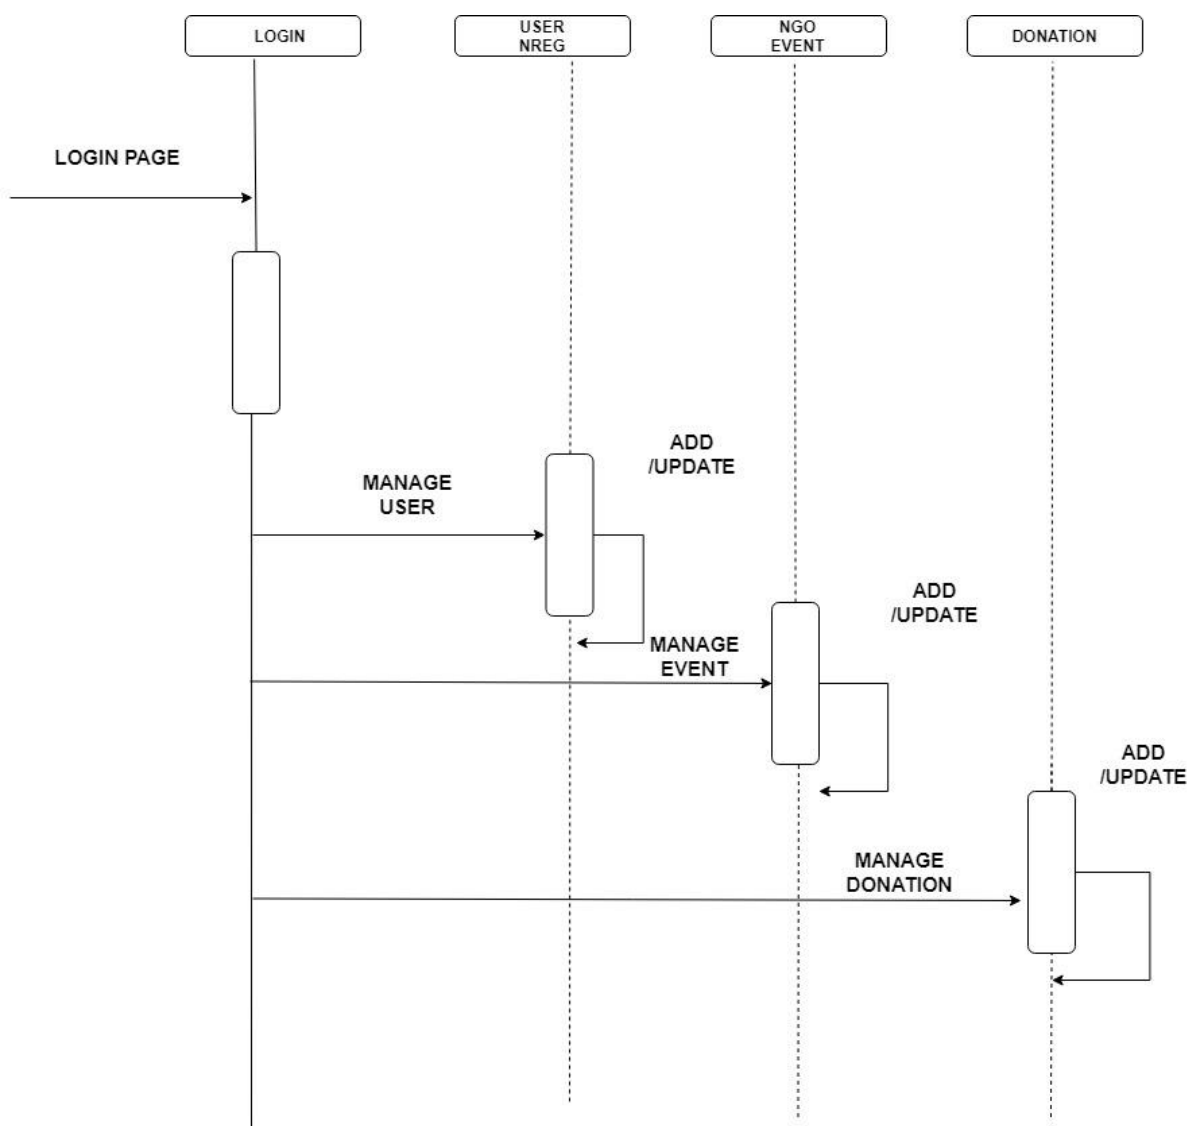 LOGIN
USER
NREG
NGO
EVENT
DONATION
LOGIN PAGE
ADD
/UPDATE
MANAGE
USER
ADD
/UPDATE
MANAGE
EVENT
ADD
/UPDATE
MANAGE
DONATION